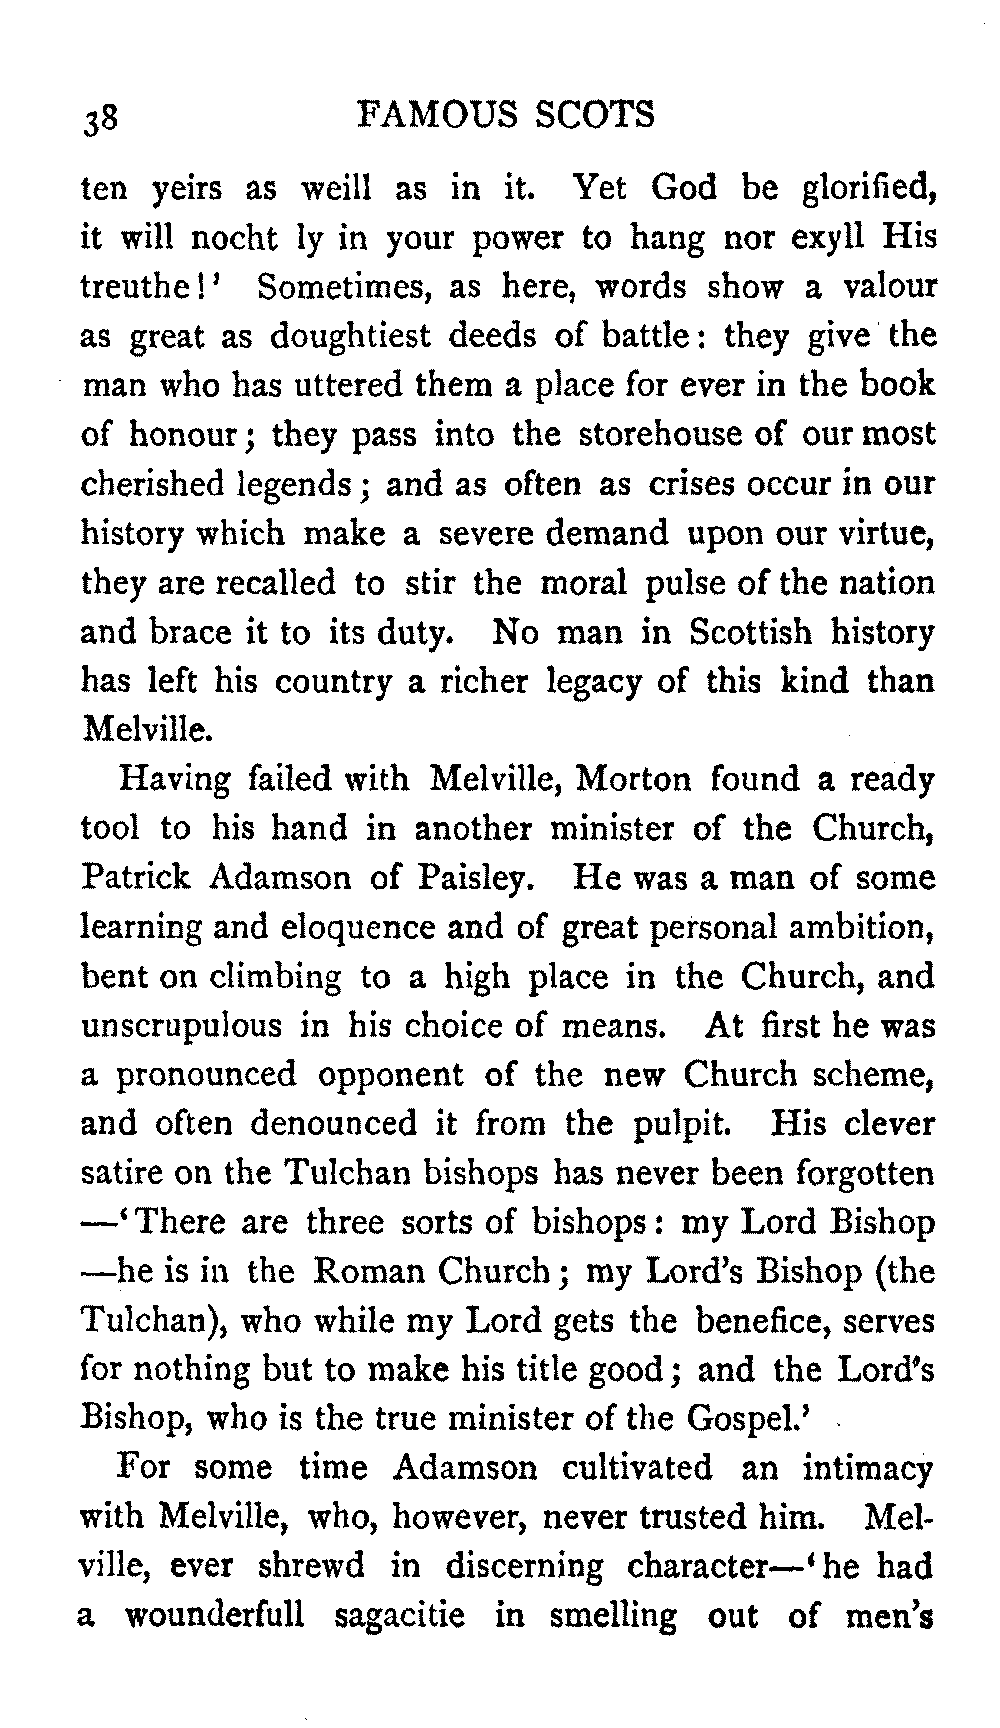 38 FAMOUS SCOTS
ten yeirs as weill as in it. Yet God be glorified,
it will nocht ly in your power to hang nor exyll His
treuthe!' Sometimes, as here, words show a valour
as great as doughtiest deeds of battle: they give the
man who has uttered them a place for ever in the book
of honour; they pass into the storehouse of our most
cherished legends; and as often as crises occur in our
history which make a severe demand upon our virtue,
they are recalled to stir the moral pulse of the nation
and brace it to its duty. No man in Scottish history
has left his country a richer legacy of this kind than
Melville.
Having failed with Melville, Morton found a ready
tool to his hand in another minister of the Church,
Patrick Adamson of Paisley. He was a man of some
learning and eloquence and of great personal ambition,
bent on climbing to a high place in the Church, and
unscrupulous in his choice of means. At first he was
a pronounced opponent of the new Church scheme,
and often denounced it from the pulpit. His clever
satire on the Tulchan bishops has never been forgotten
—'There are three sorts of bishops: my Lord Bishop
—he is in the Roman Church; my Lord's Bishop (the
Tulchan), who while my Lord gets the benefice, serves
for nothing but to make his title good; and the Lord's
Bishop, who is the true minister of the Gospel.'
For some time Adamson cultivated an intimacy
with Melville, who, however, never trusted him. Mel-
ville, ever shrewd in discerning character—'he had
a wounderfull sagacitie in smelling out of men's